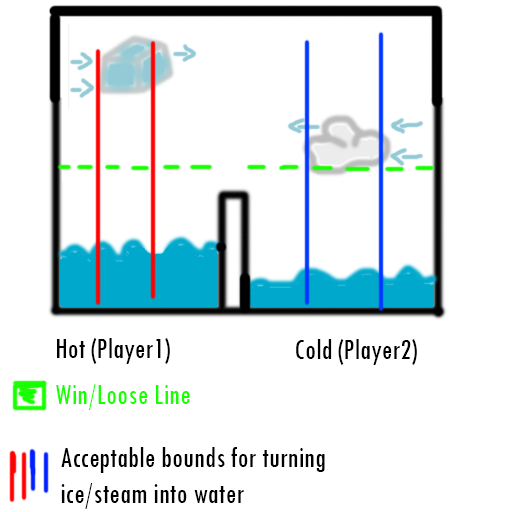 Hot (Player1)
Cold (Player2)
Win/Loose Line
Acceptable bounds for turning
ice/steam into water